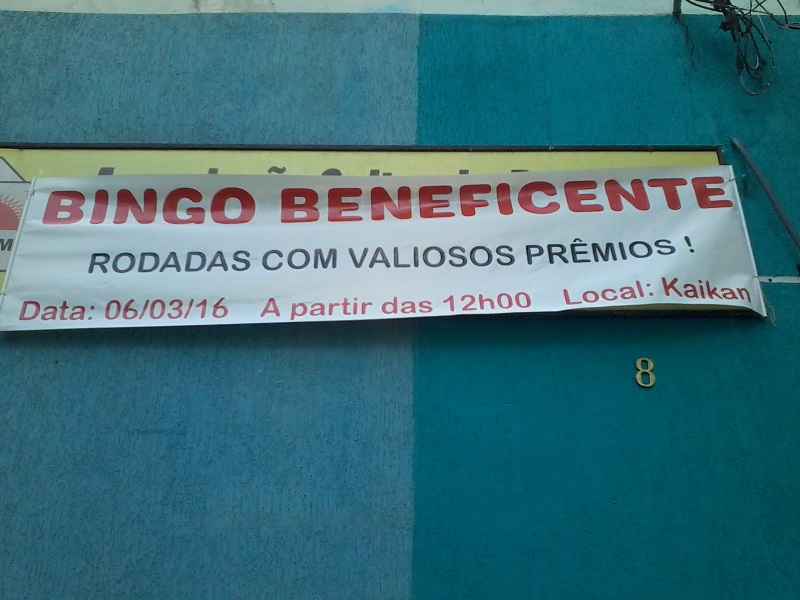 BINGO BENEFICENTE
RODADAS COM VALIOSOS PRÊMIOS !
Data: 06/03/16 A partir das 12h00 Local: Kaikan
M
8